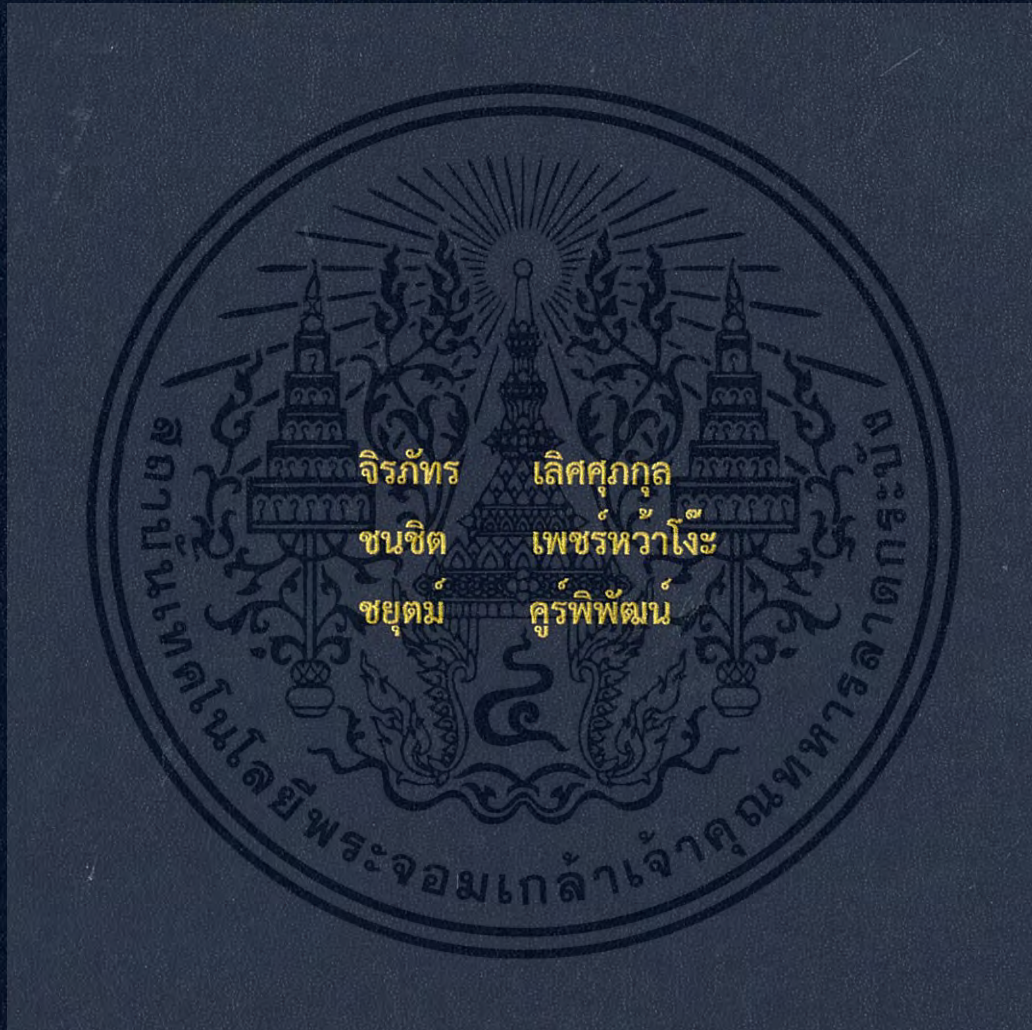 จิรภัทร เลิศศุภกุล
ชนชิต เพชร์หว้าโง๊ะ
ชยุตม์ คูร์พิพัฒน์
สถาบันเทคโนโลยีพระจอมเกล้าเจ้าคุณทหารลาดกระบัง
๔